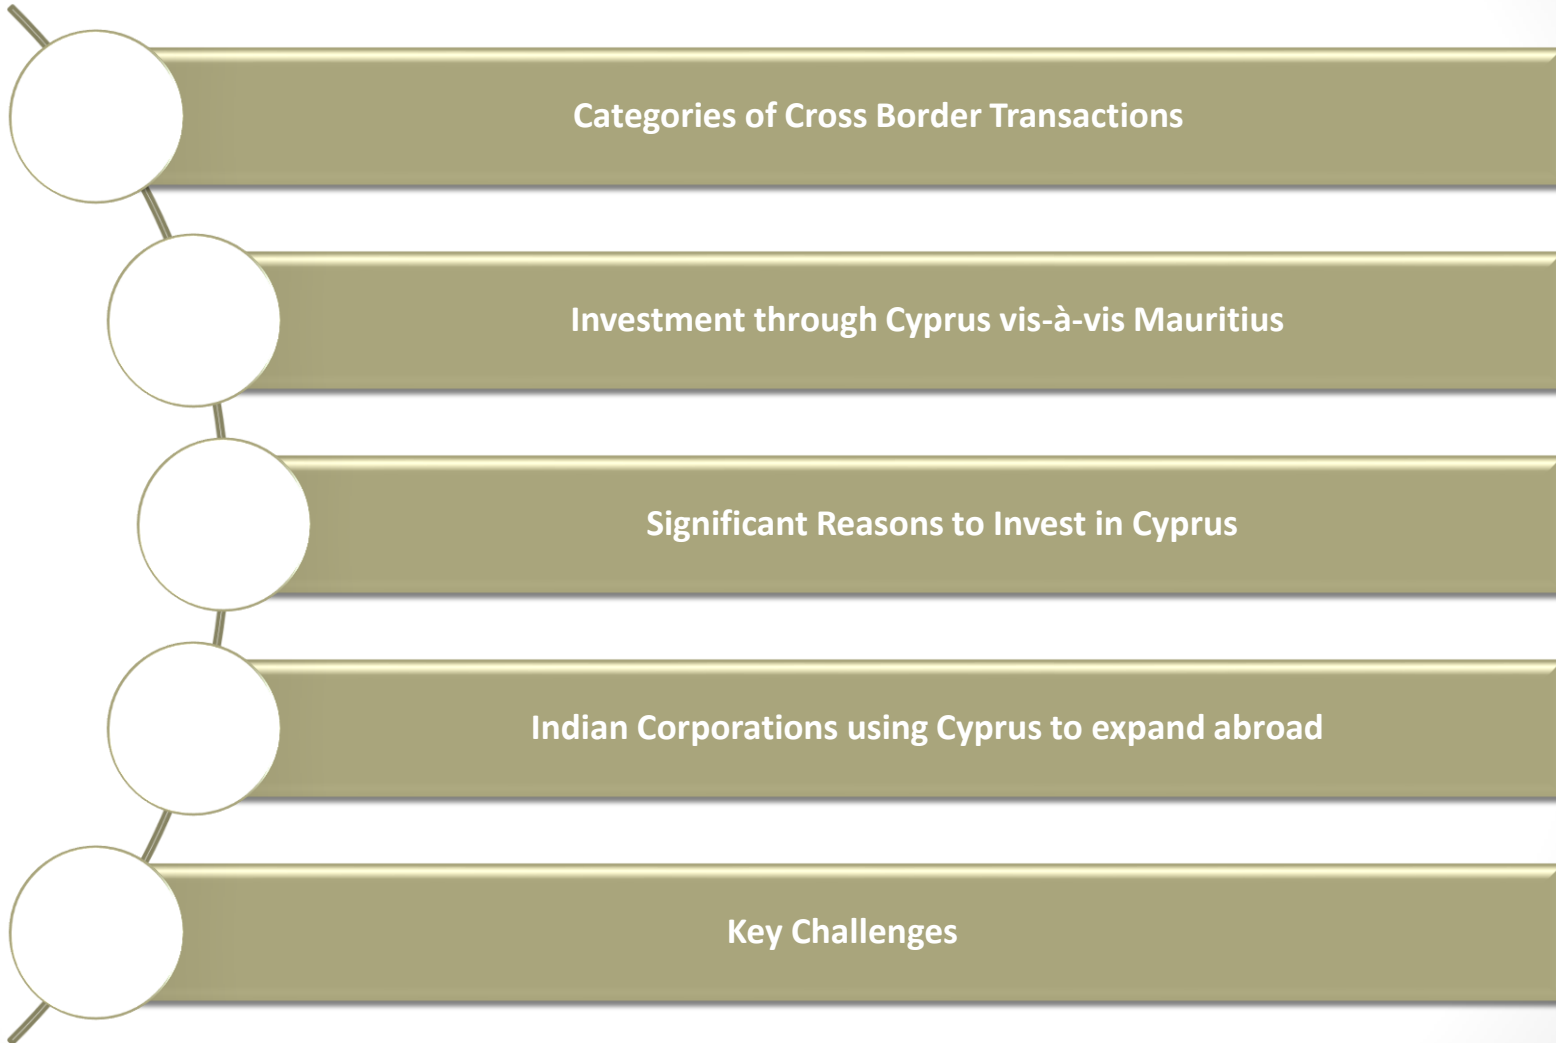 Categories of Cross Border Transactions
Investment through Cyprus vis-à-vis Mauritius
Significant Reasons to Invest in Cyprus
Indian Corporations using Cyprus to expand abroad
Key Challenges